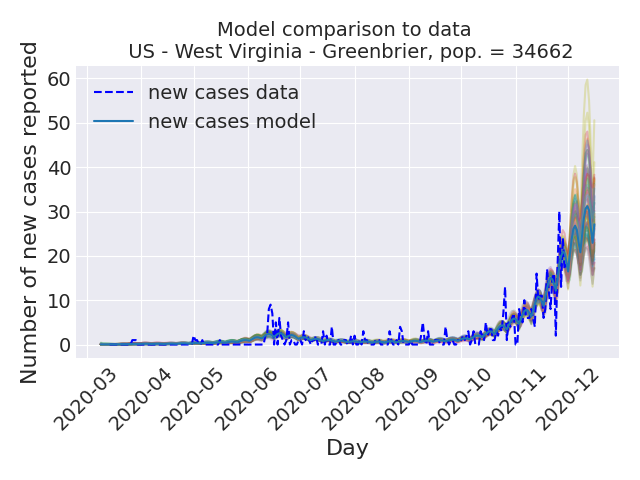 Model comparison to data
US - West Virginia - Greenbrier, pop. = 34662
Number of new cases reported
60
50
40
30
20
10
0
new cases data
new cases model
2020-03
2020-04
2020-05
2020-06
2020-07
2020-08
2020-09
2020-10
2020-11
2020-12
Day